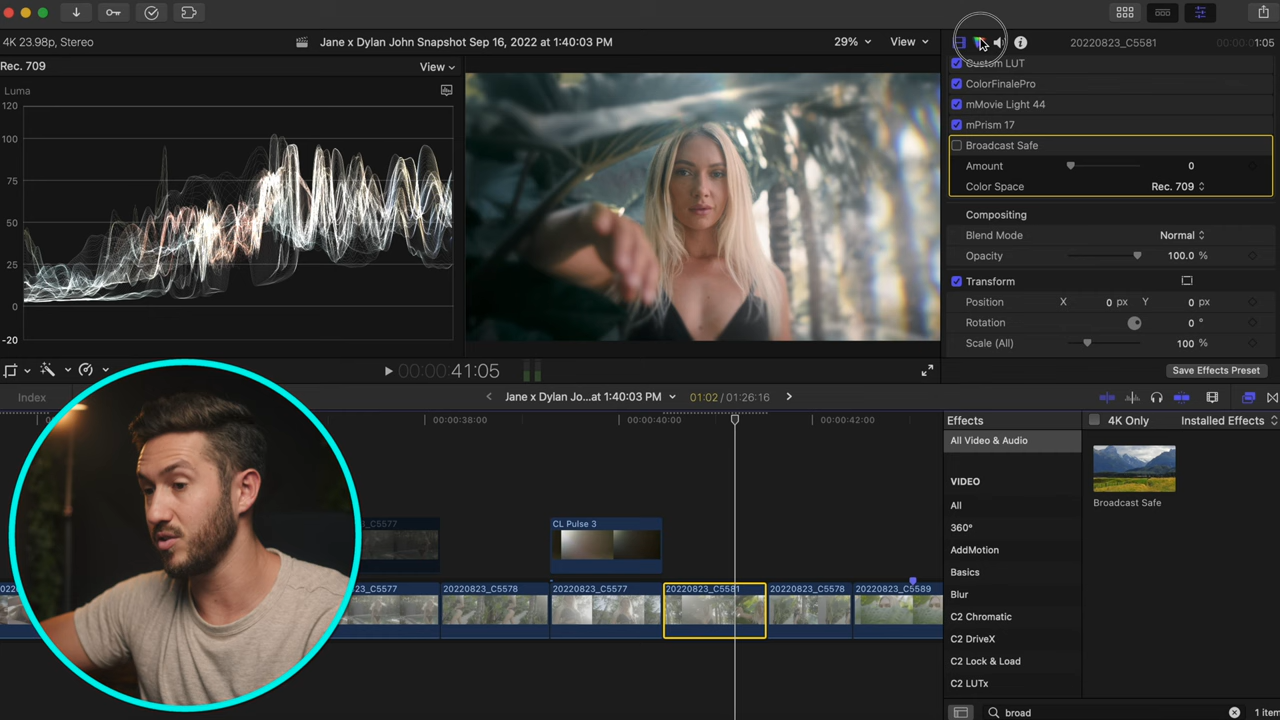 4K 23.98p, Stereo
Jane x Dylan John Snapshot Sep 16, 2022 at 1:40:03 PM
29%
View
20220823_C5581
00:00:01:05
Rec. 709
View
Luma
120
100
75
50
25
0
-20
Custom LUT
ColorFinalePro
mMovie Light 44
mPrism 17
Broadcast Safe
Amount 0
Color Space Rec. 709
Compositing
Blend Mode Normal
Opacity 100.0 %
Transform
Position X 0 px Y 0 px
Rotation 0 °
Scale (All) 100 %
Save Effects Preset
00:00:41:05
Index
Jane x Dylan Jo...at 1:40:03 PM
01:02 / 01:26:16
00:00:38:00
00:00:40:00
00:00:42:00
_C5577
CL Pulse 3
_C5577
20220823_C5578
20220823_C5577
20220823_C5581
20220823_C5578
20220823_C5589
Effects
4K Only
Installed Effects
All Video & Audio
VIDEO
All
360°
AddMotion
Basics
Blur
C2 Chromatic
C2 DriveX
C2 Lock & Load
C2 LUTx
Broadcast Safe
broad
1 item